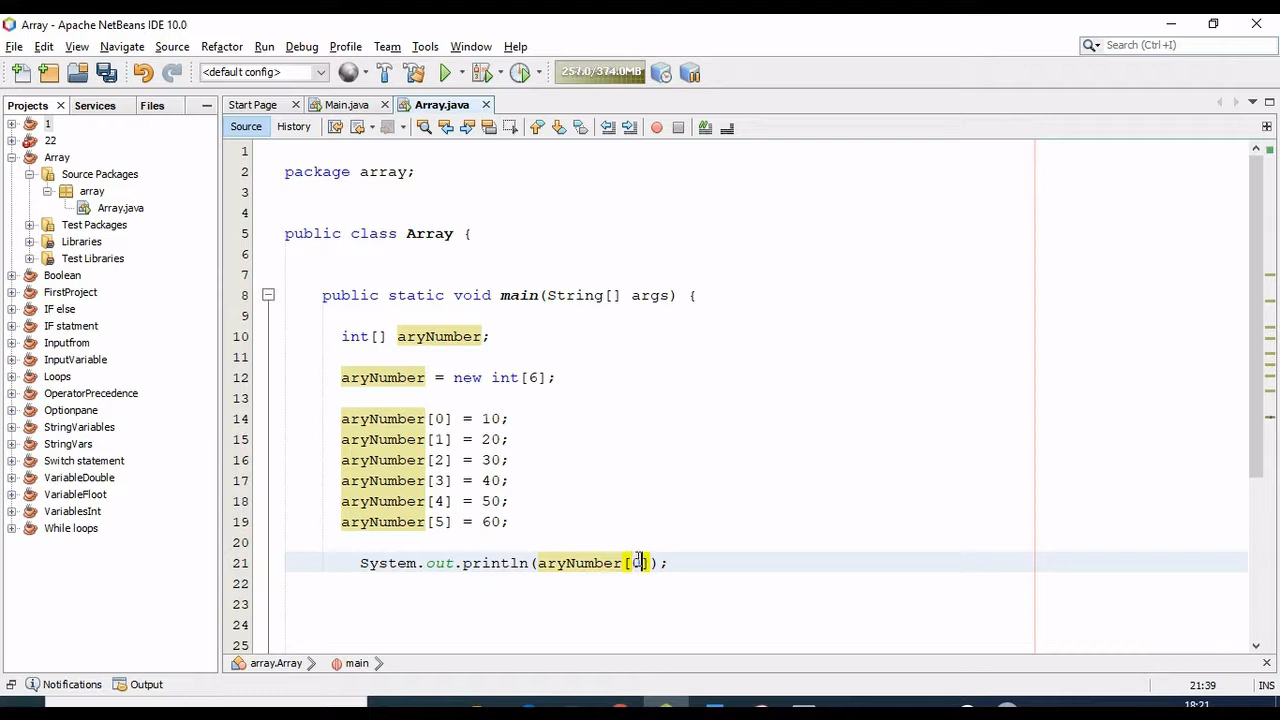 Array - Apache NetBeans IDE 10.0
File Edit View Navigate Source Refactor Run Debug Profile Team Tools Window Help
Search (Ctrl+I)
<default config>
257.0/374.0MB
Projects Services Files
Start Page Main.java Array.java
Source History
1
22
Array
Source Packages
array
Array.java
Test Packages
Libraries
Test Libraries
Boolean
FirstProject
IF else
IF statment
Inputfrom
InputVariable
Loops
OperatorPrecedence
Optionpane
StringVariables
StringVars
Switch statement
VariableDouble
VariableFloot
VariablesInt
While loops
1
2 package array;
3
4
5 public class Array {
6
7
8 public static void main(String[] args) {
9
10 int[] aryNumber;
11
12 aryNumber = new int[6];
13
14 aryNumber[0] = 10;
15 aryNumber[1] = 20;
16 aryNumber[2] = 30;
17 aryNumber[3] = 40;
18 aryNumber[4] = 50;
19 aryNumber[5] = 60;
20
21 System.out.println(aryNumber[0]);
22
23
24
25
array.Array main
Notifications Output
21:39 INS
18:21